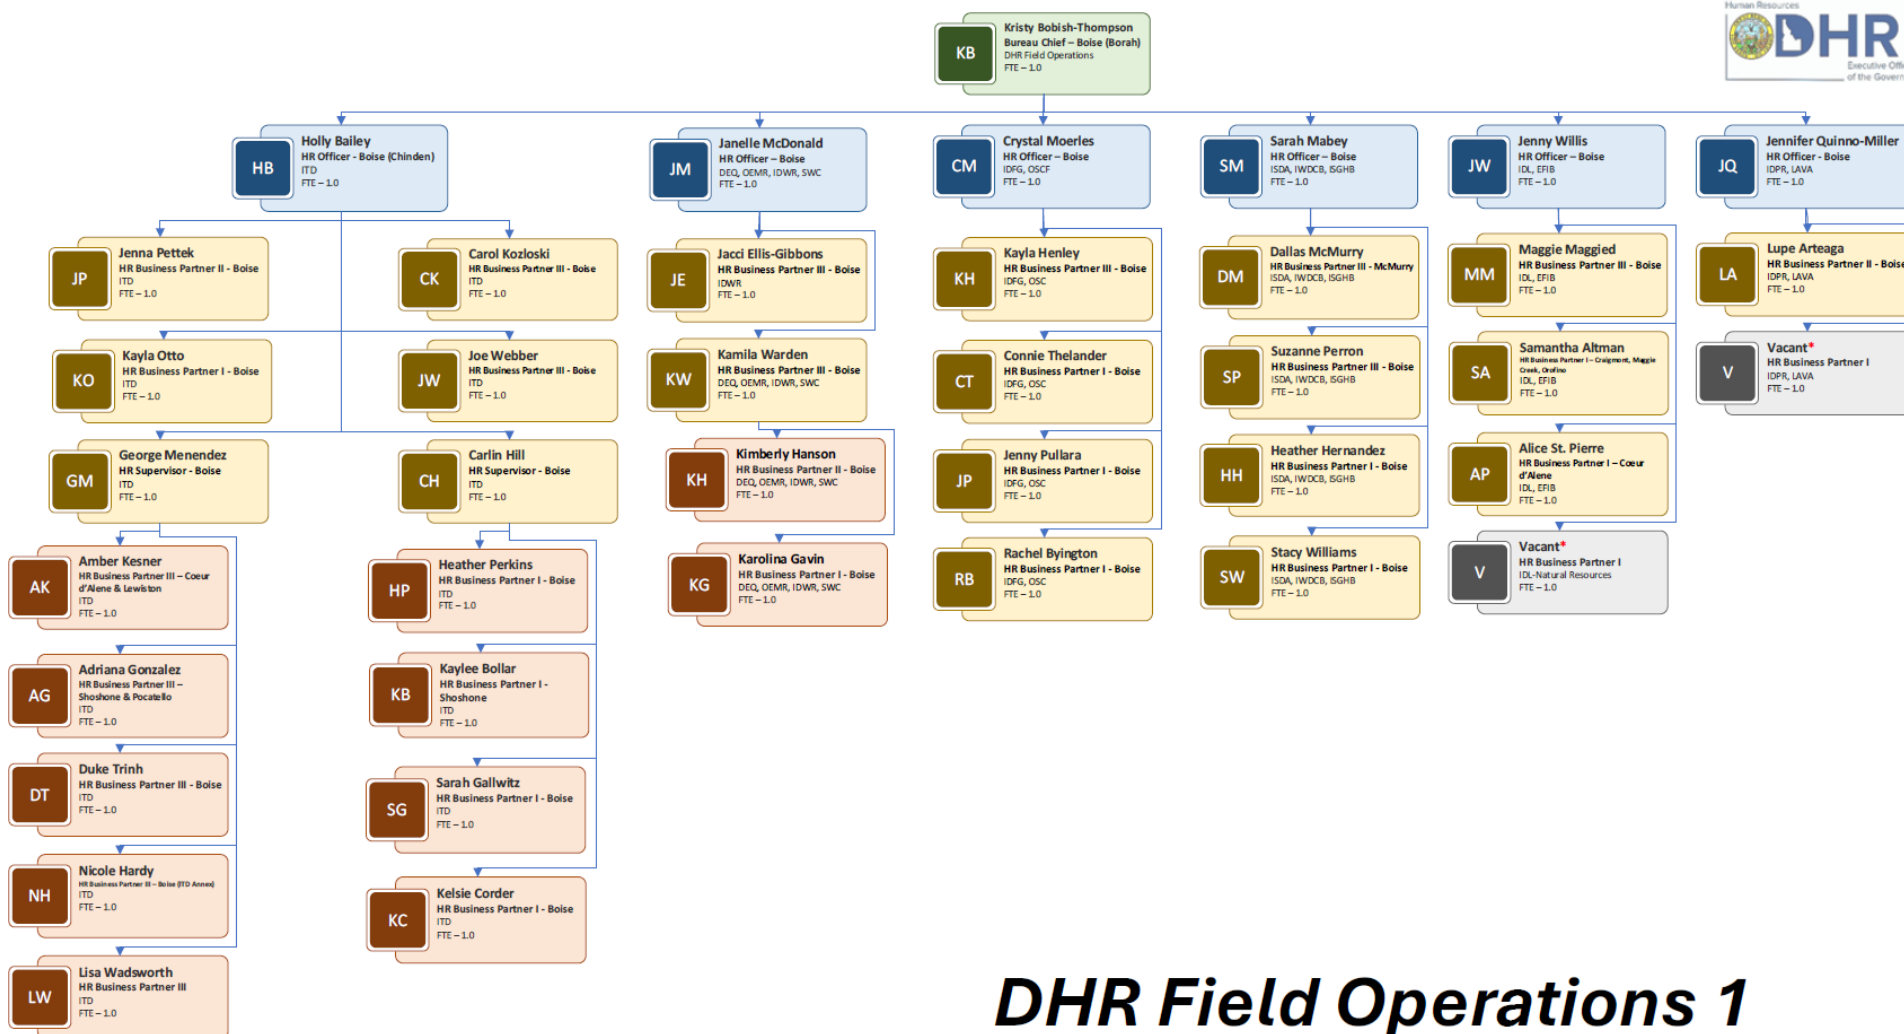 Human Resources
DHR
Executive Offic
of the Govern
KB
Kristy Bobish-Thompson
Bureau Chief – Boise (Borah)
DHR Field Operations
FTE – 1.0
HB
Holly Bailey
HR Officer - Boise (Chinden)
ITD
FTE – 1.0
JM
Janelle McDonald
HR Officer – Boise
DEQ, OEMR, IDWR, SWC
FTE – 1.0
CM
Crystal Moerles
HR Officer – Boise
IDFG, OSCF
FTE – 1.0
SM
Sarah Mabey
HR Officer – Boise
ISDA, IWDCB, ISGHB
FTE – 1.0
JW
Jenny Willis
HR Officer – Boise
IDL, EFIB
FTE – 1.0
JQ
Jennifer Quinno-Miller
HR Officer - Boise
IDPR, LAVA
FTE – 1.0
JP
Jenna Pettek
HR Business Partner II - Boise
ITD
FTE – 1.0
CK
Carol Kozloski
HR Business Partner III - Boise
ITD
FTE – 1.0
KO
Kayla Otto
HR Business Partner I - Boise
ITD
FTE – 1.0
JW
Joe Webber
HR Business Partner III - Boise
ITD
FTE – 1.0
GM
George Menendez
HR Supervisor - Boise
ITD
FTE – 1.0
CH
Carlin Hill
HR Supervisor - Boise
ITD
FTE – 1.0
AK
Amber Kesner
HR Business Partner III – Coeur
d'Alene & Lewiston
ITD
FTE – 1.0
AG
Adriana Gonzalez
HR Business Partner III –
Shoshone & Pocatello
ITD
FTE – 1.0
DT
Duke Trinh
HR Business Partner III - Boise
ITD
FTE – 1.0
NH
Nicole Hardy
HR Business Partner III – Boise (ITD Annex)
ITD
FTE – 1.0
LW
Lisa Wadsworth
HR Business Partner III
ITD
FTE – 1.0
HP
Heather Perkins
HR Business Partner I - Boise
ITD
FTE – 1.0
KB
Kaylee Bollar
HR Business Partner I -
Shoshone
ITD
FTE – 1.0
SG
Sarah Gallwitz
HR Business Partner I - Boise
ITD
FTE – 1.0
KC
Kelsie Corder
HR Business Partner I - Boise
ITD
FTE – 1.0
JE
Jacci Ellis-Gibbons
HR Business Partner III - Boise
IDWR
FTE – 1.0
KW
Kamila Warden
HR Business Partner III - Boise
DEQ, OEMR, IDWR, SWC
FTE – 1.0
KH
Kimberly Hanson
HR Business Partner II - Boise
DEQ, OEMR, IDWR, SWC
FTE – 1.0
KG
Karolina Gavin
HR Business Partner I - Boise
DEQ, OEMR, IDWR, SWC
FTE – 1.0
KH
Kayla Henley
HR Business Partner III - Boise
IDFG, OSC
FTE – 1.0
CT
Connie Thelander
HR Business Partner I - Boise
IDFG, OSC
FTE – 1.0
JP
Jenny Pullara
HR Business Partner I - Boise
IDFG, OSC
FTE – 1.0
RB
Rachel Byington
HR Business Partner I - Boise
IDFG, OSC
FTE – 1.0
DM
Dallas McMurry
HR Business Partner III - McMurry
ISDA, IWDCB, ISGHB
FTE – 1.0
SP
Suzanne Perron
HR Business Partner III - Boise
ISDA, IWDCB, ISGHB
FTE – 1.0
HH
Heather Hernandez
HR Business Partner I - Boise
ISDA, IWDCB, ISGHB
FTE – 1.0
SW
Stacy Williams
HR Business Partner I - Boise
ISDA, IWDCB, ISGHB
FTE – 1.0
MM
Maggie Maggied
HR Business Partner III - Boise
IDL, EFIB
FTE – 1.0
SA
Samantha Altman
HR Business Partner I – Craigmont, Maggie
Creek, Orofino
IDL, EFIB
FTE – 1.0
AP
Alice St. Pierre
HR Business Partner I – Coeur
d'Alene
IDL, EFIB
FTE – 1.0
V
Vacant*
HR Business Partner I
IDL-Natural Resources
FTE – 1.0
LA
Lupe Arteaga
HR Business Partner II - Boise
IDPR, LAVA
FTE – 1.0
V
Vacant*
HR Business Partner I
IDPR, LAVA
FTE – 1.0
DHR Field Operations 1